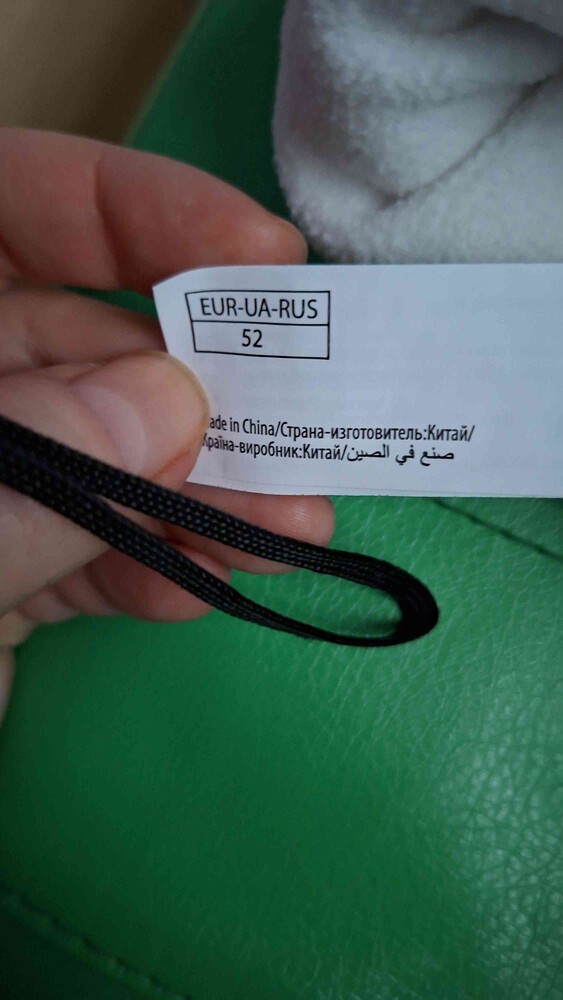 EUR-UA-RUS
52
ade in China/Страна-изготовитель:Китай/
країна-виробник:Китай/صنع في الصين